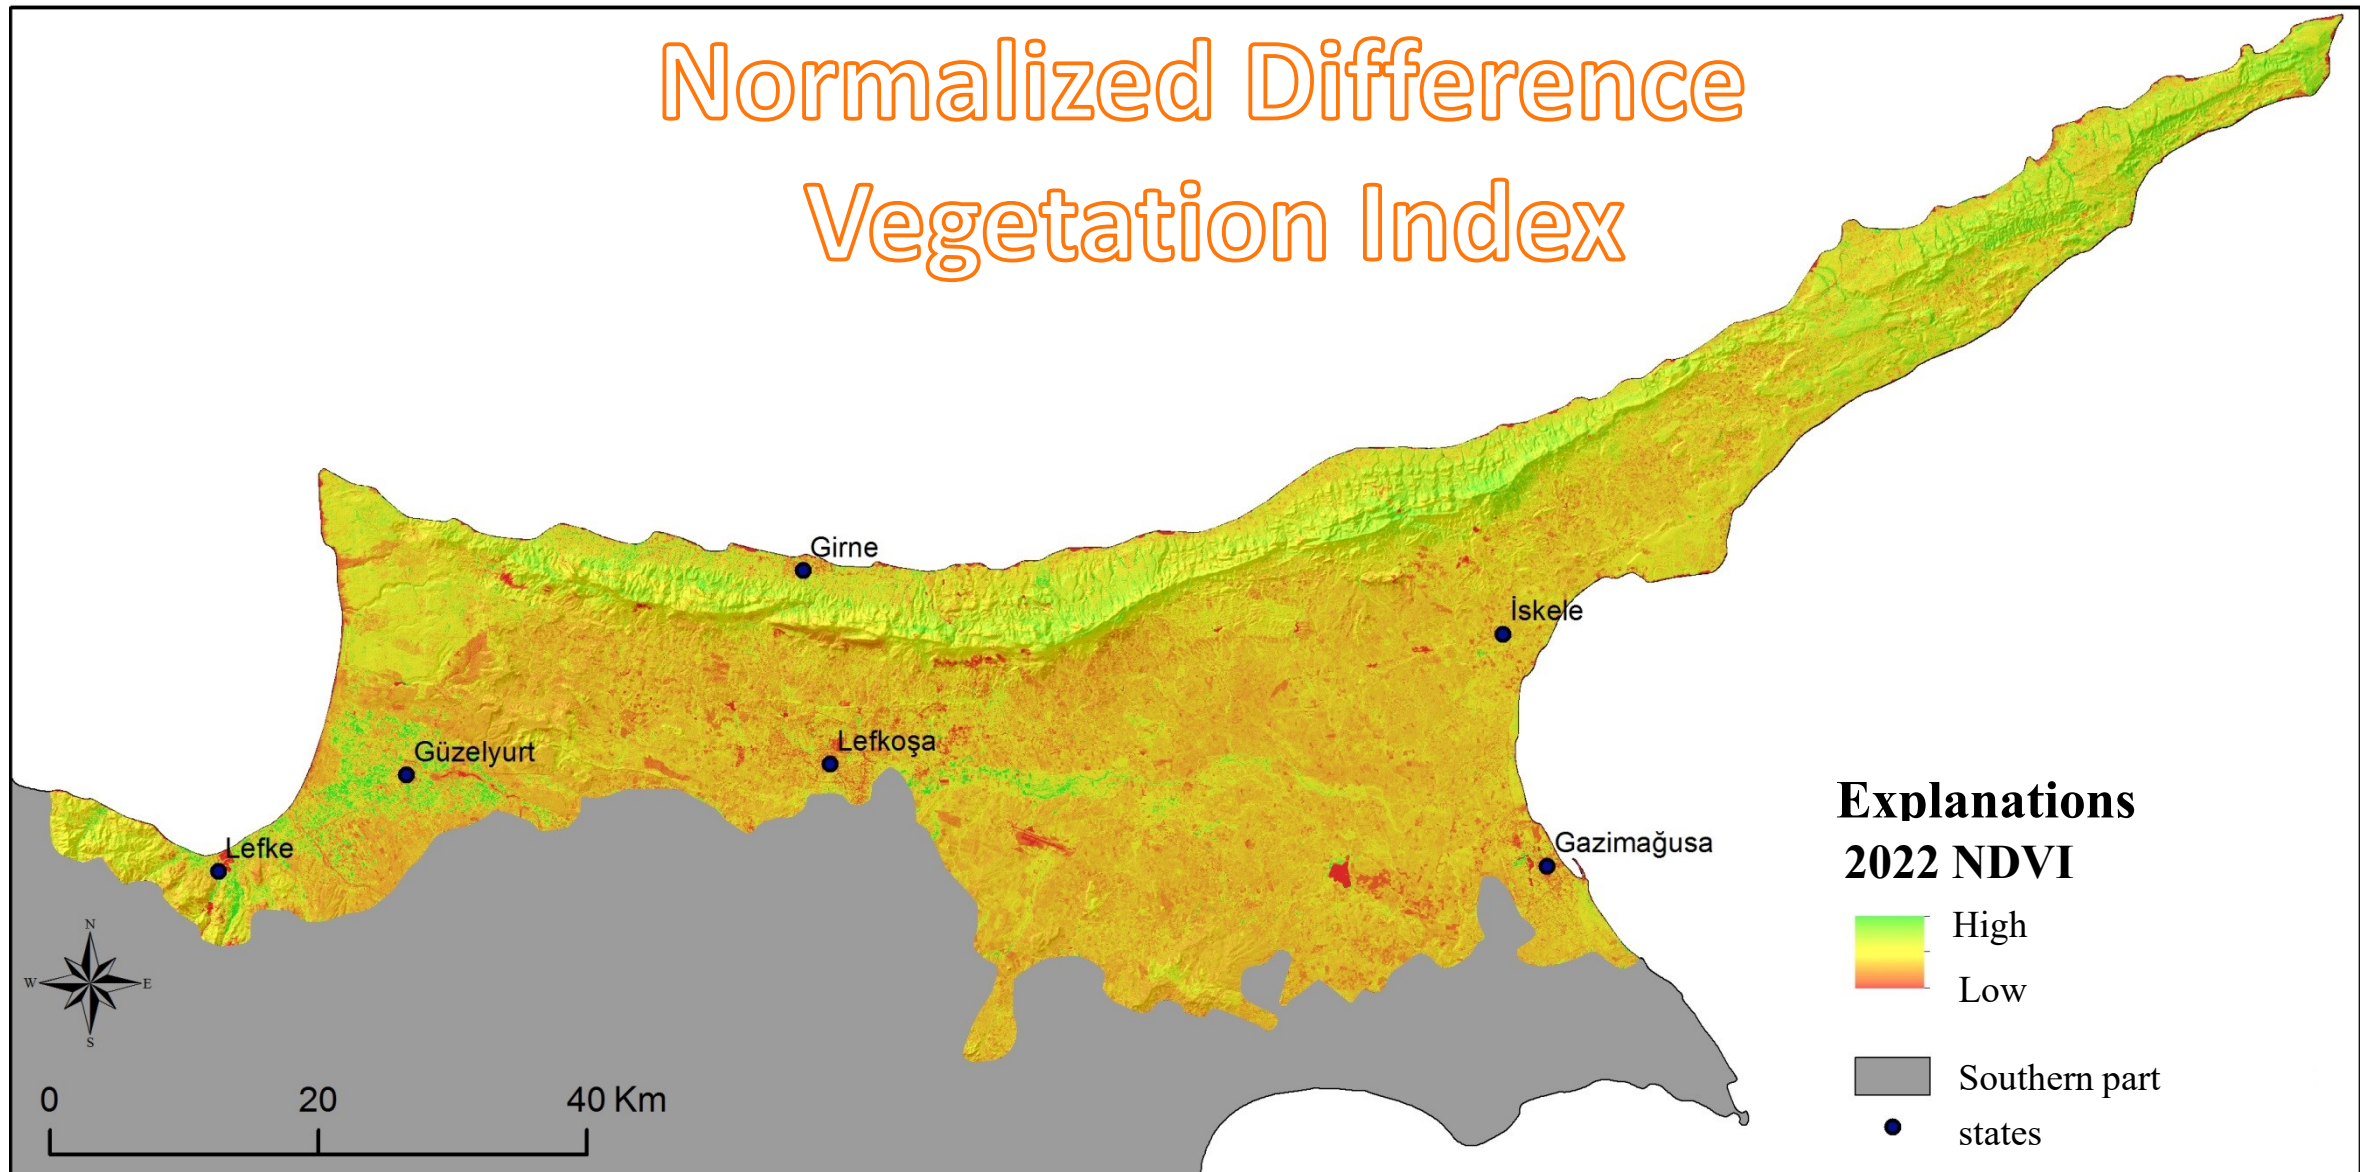 Normalized Difference
Vegetation Index
Girne
İskele
Güzelyurt
Lefkoşa
Lefke
Gazimağusa
N
W
E
S
0 20 40 Km
Explanations
2022 NDVI
High
Low
Southern part
states